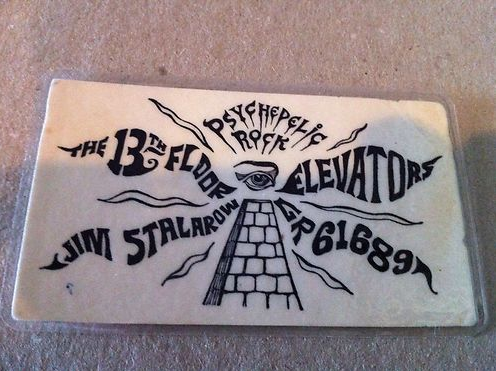 PSYCHEDELIC
ROCK
THE 13TH FLOOR ELEVATORS
JIM STALAROW GR61689